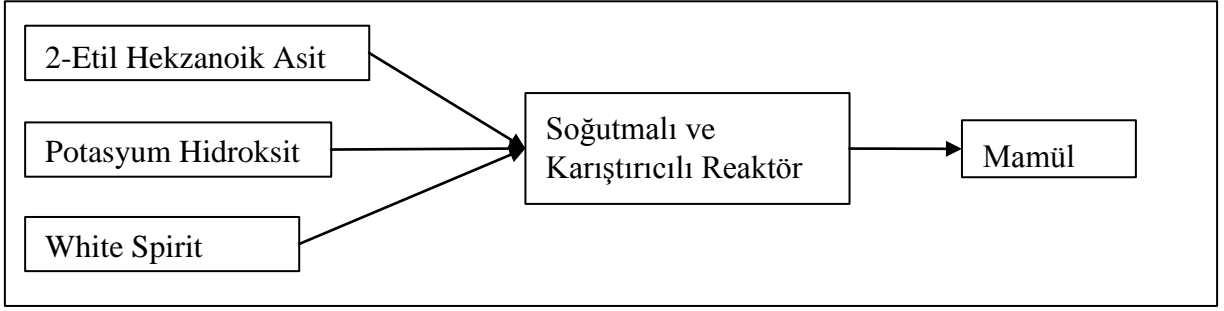 2-Etil Hekzanoik Asit
Potasyum Hidroksit
White Spirit
Soğutmalı ve
Karıştırıcılı Reaktör
Mamül